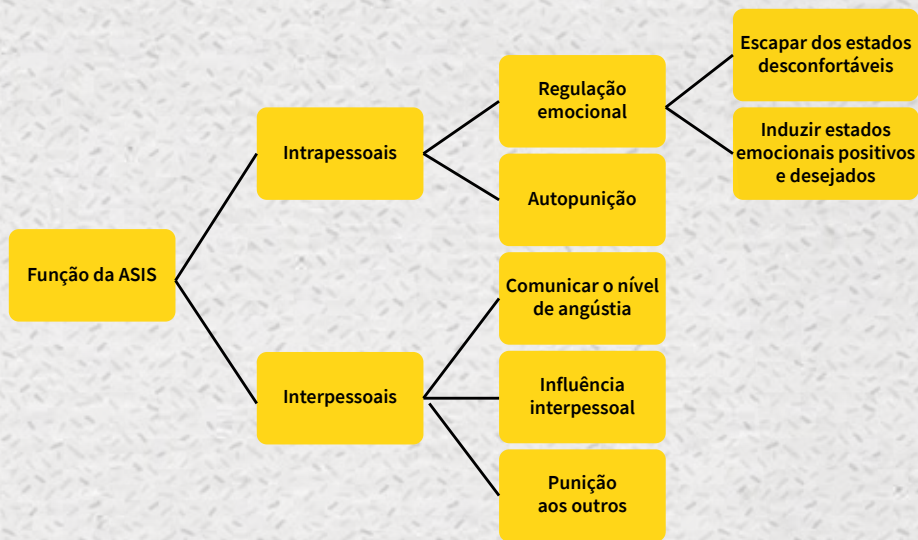 Função da ASIS
Intrapessoais
Regulação
emocional
Escapar dos estados
desconfortáveis
Induzir estados
emocionais positivos
e desejados
Autopunição
Interpessoais
Comunicar o nível
de angústia
Influência
interpessoal
Punição
aos outros